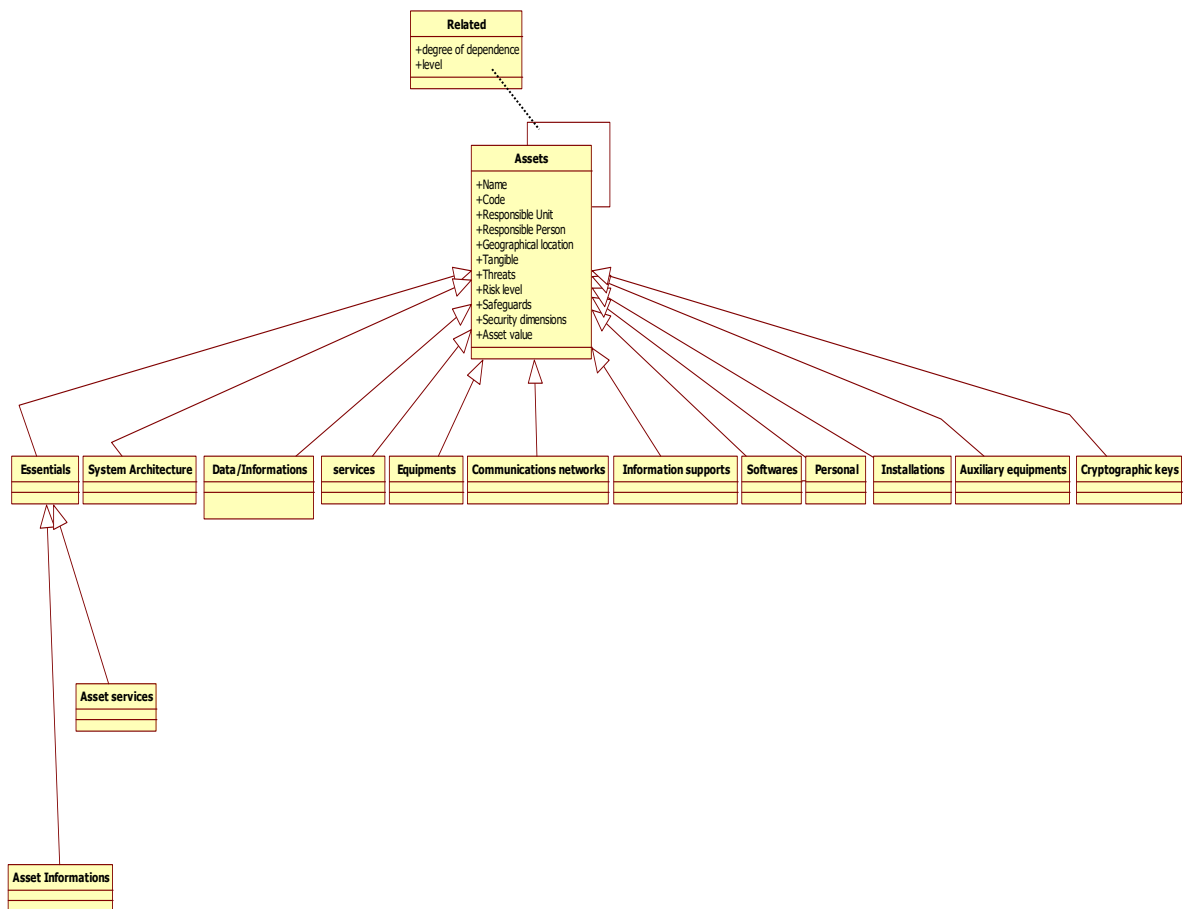 Related
+degree of dependence
+level
Assets
+Name
+Code
+Responsible Unit
+Responsible Person
+Geographical location
+Tangible
+Threats
+Risk level
+Safeguards
+Security dimensions
+Asset value
Essentials
System Architecture
Data/Informations
services
Equipments
Communications networks
Information supports
Softwares
Personal
Installations
Auxiliary equipments
Cryptographic keys
Asset services
Asset Informations